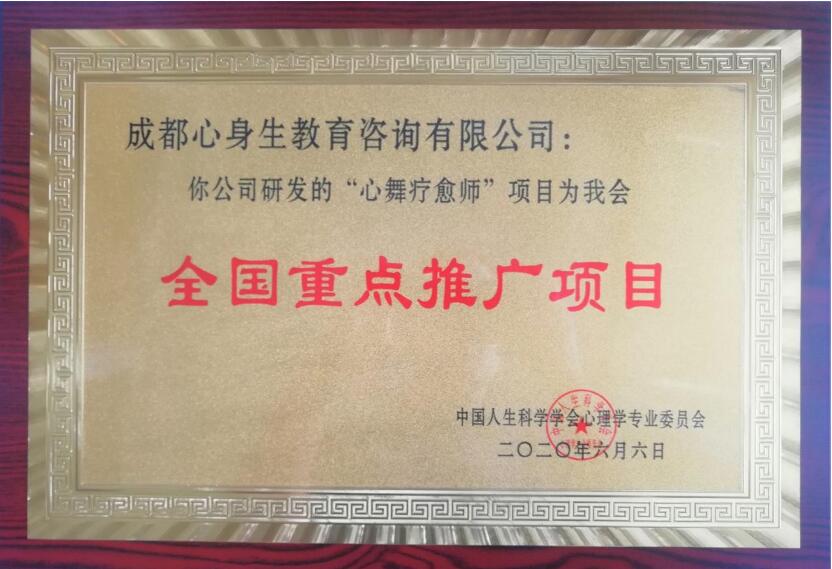 成都心身生教育咨询有限公司：
你公司研发的“心舞疗愈师”项目为我会
全国重点推广项目
中国人生科学学会心理学专业委员会
二〇二〇年六月六日